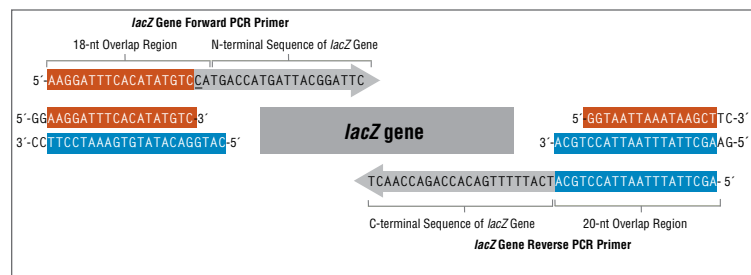 lacZ Gene Forward PCR Primer
18-nt Overlap Region N-terminal Sequence of lacZ Gene
5´-AAGGATTTCACATATGTCCATGACCATGATTACGGATTC
5´-GGAAGGATTTCACATATGTC-3´ 5´-GGTAATTAAATAAGCTTC-3´
3´-CCTTCCTAAAGTGTATACAGGTAC-5´ lacZ gene 3´-ACGTCCATTAATTTATTCGAAG-5´
TCAACCAGACCACAGTTTTTACTACGTCCATTAATTTATTCGA-5´
C-terminal Sequence of lacZ Gene 20-nt Overlap Region
lacZ Gene Reverse PCR Primer